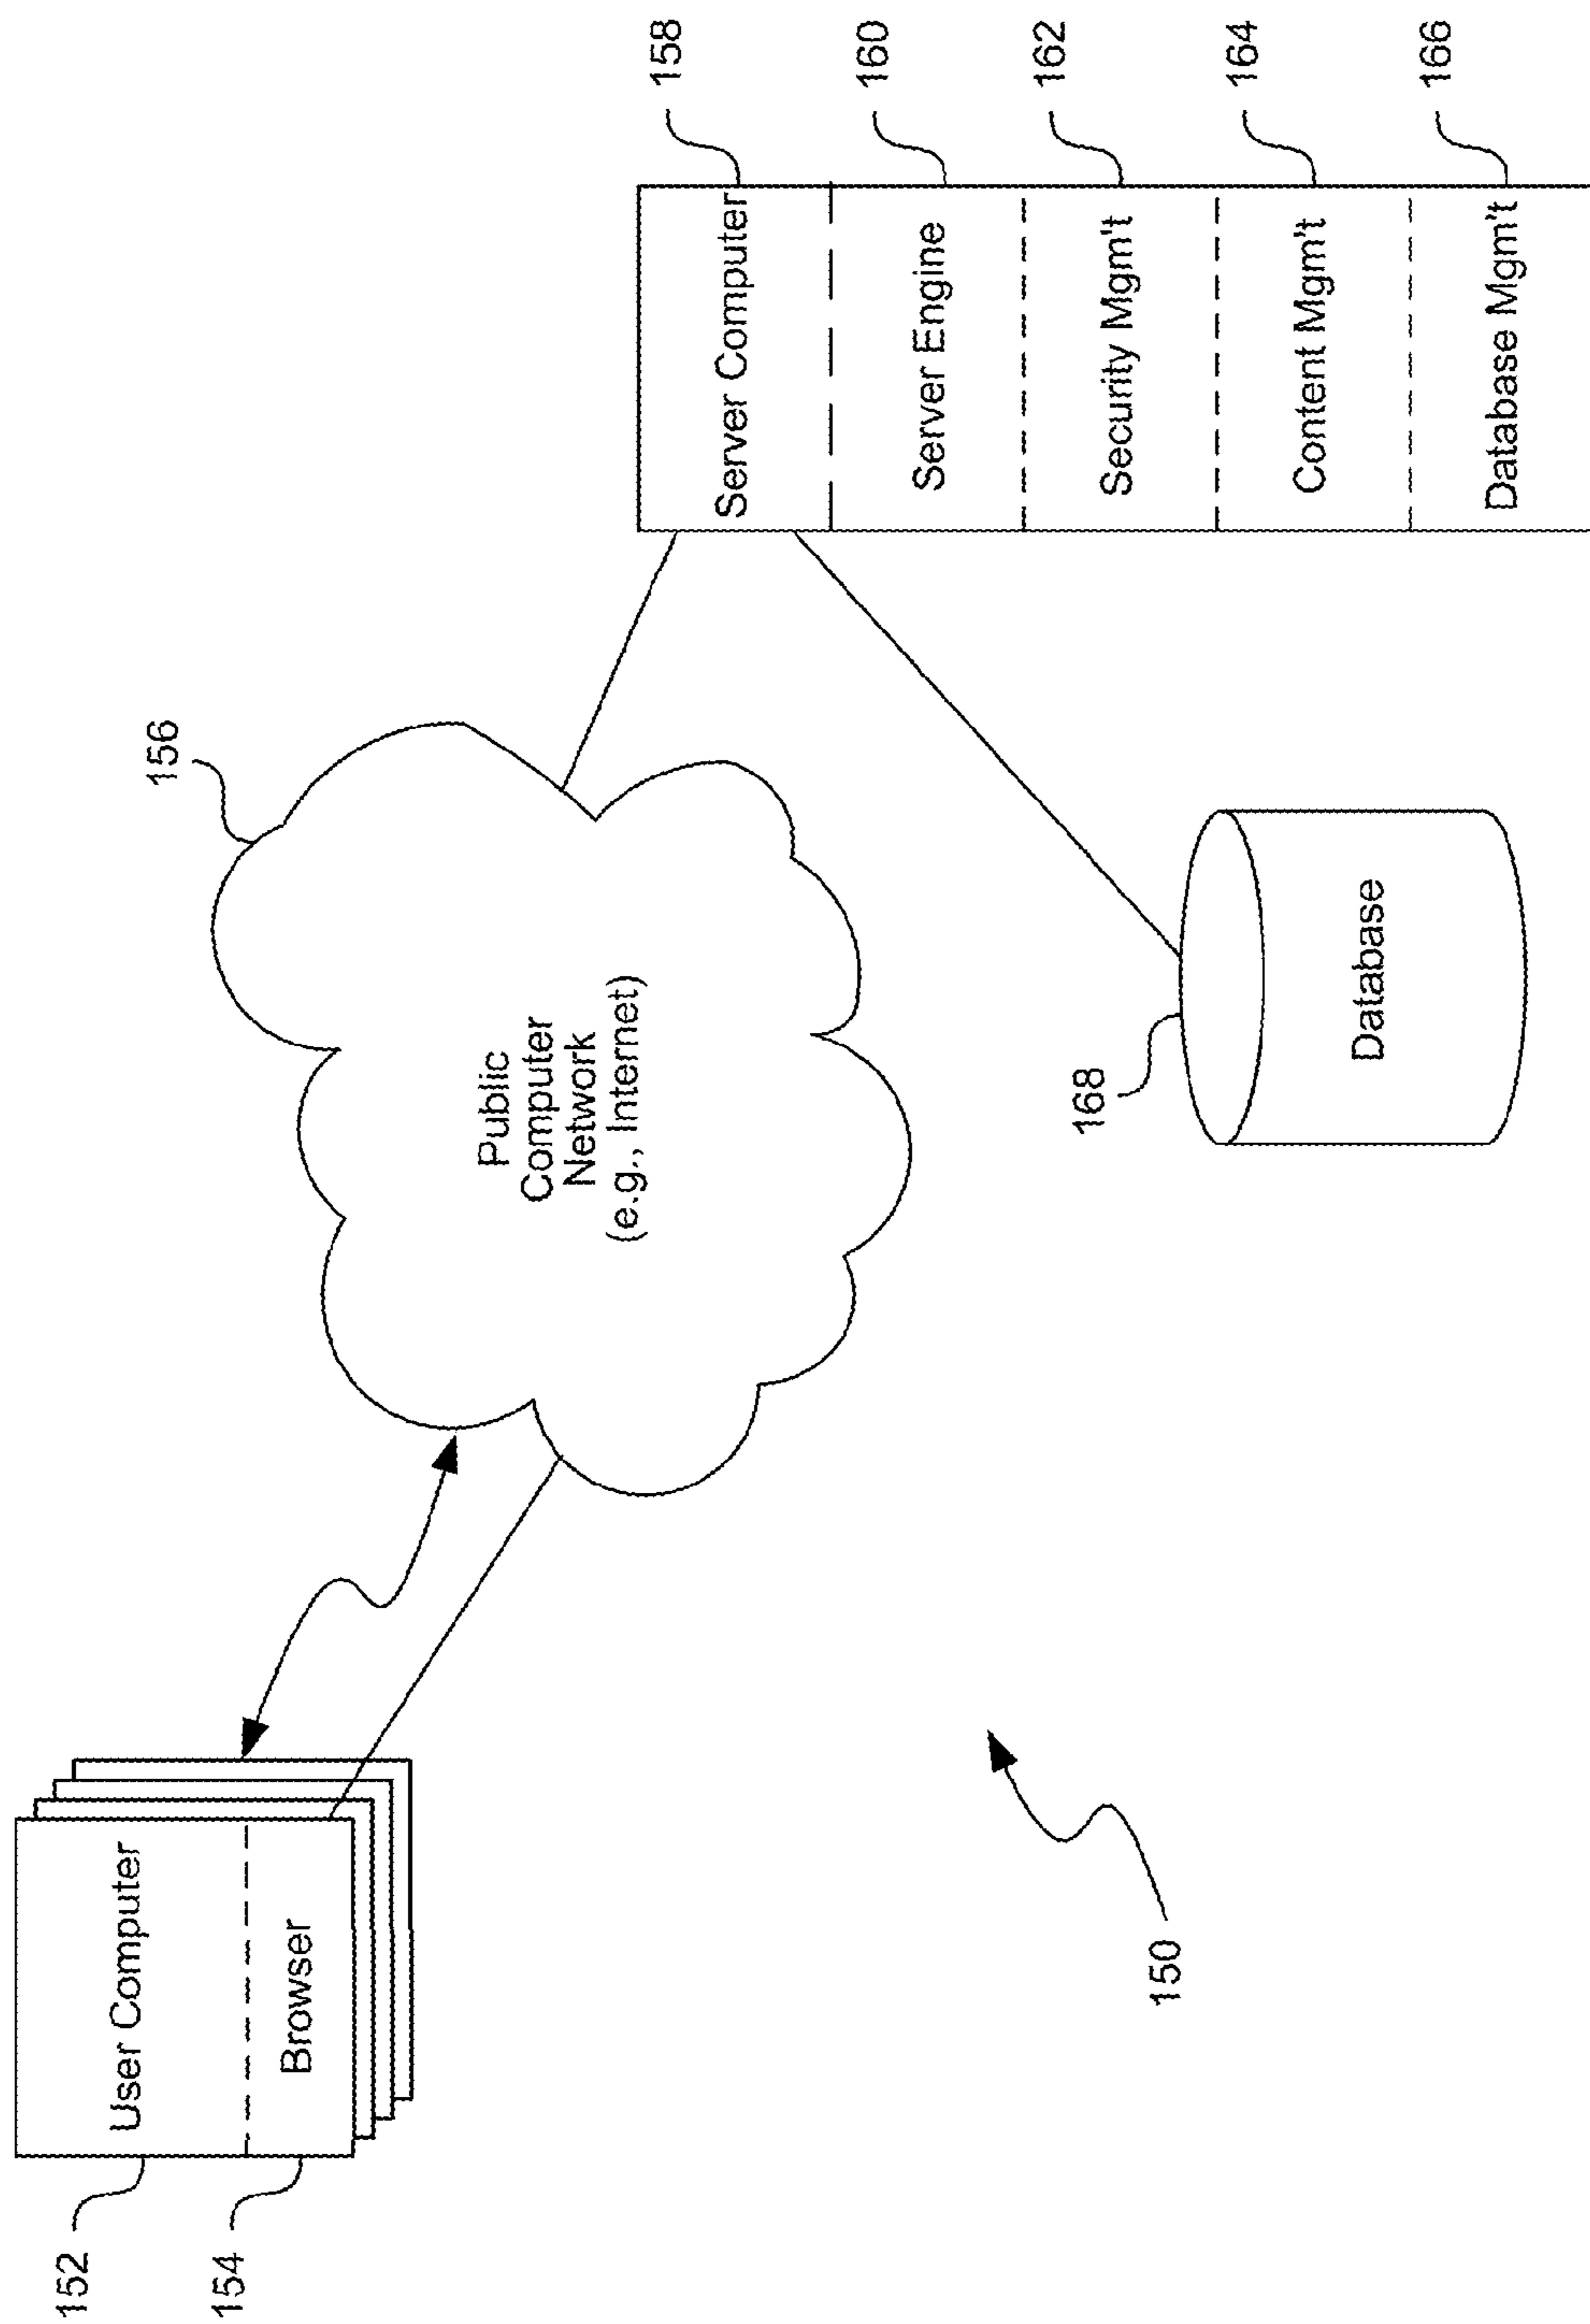 152
User Computer
154
Browser
156
Public
Computer
Network
(e.g., Internet)
158
Server Computer
160
Server Engine
162
Security Mgm't
164
Content Mgm't
166
Database Mgm't
168
Database
150